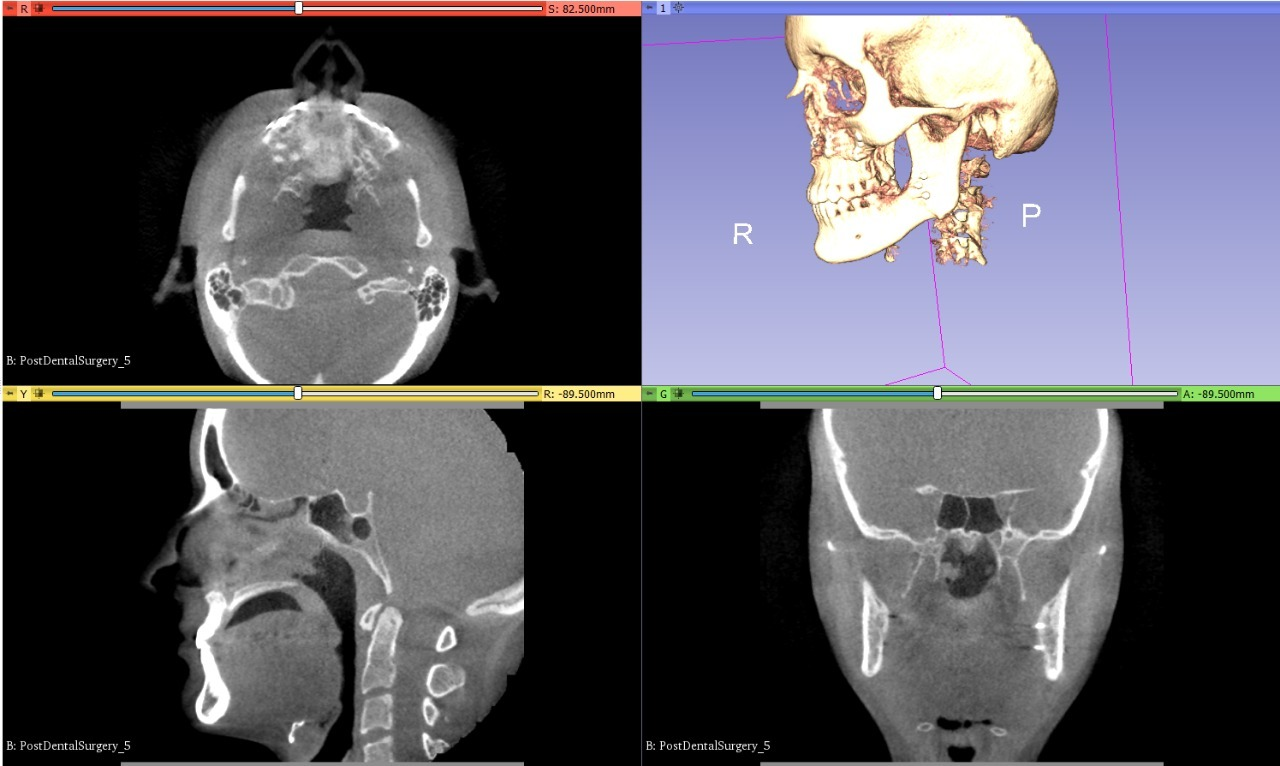 R S: 82.500mm
1
R
P
B: PostDentalSurgery_5
Y R: -89.500mm
G A: -89.500mm
B: PostDentalSurgery_5
B: PostDentalSurgery_5